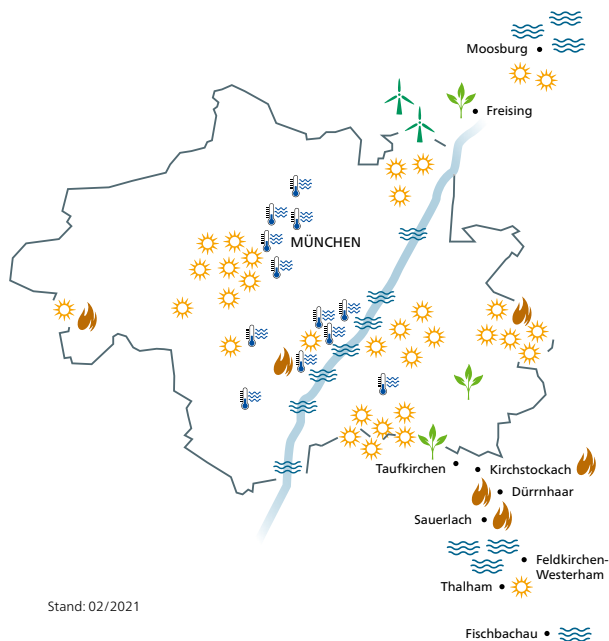 Moosburg
Freising
MÜNCHEN
Taufkirchen
Kirchstockach
Dürrnhaar
Sauerlach
Feldkirchen-
Westerham
Thalham
Stand: 02/2021
Fischbachau